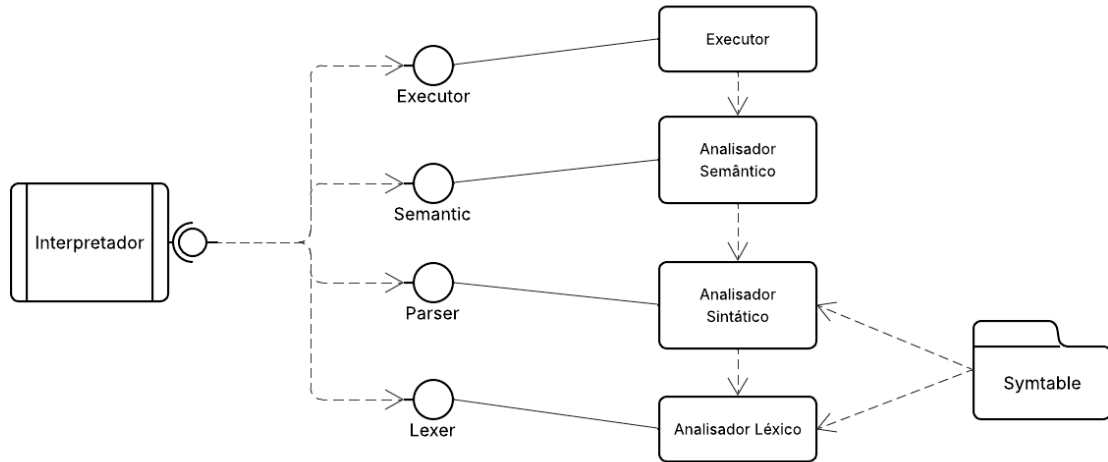 Executor
Executor
Analisador
Semântico
Semantic
Interpretador
Analisador
Sintático
Parser
Symtable
Analisador Léxico
Lexer